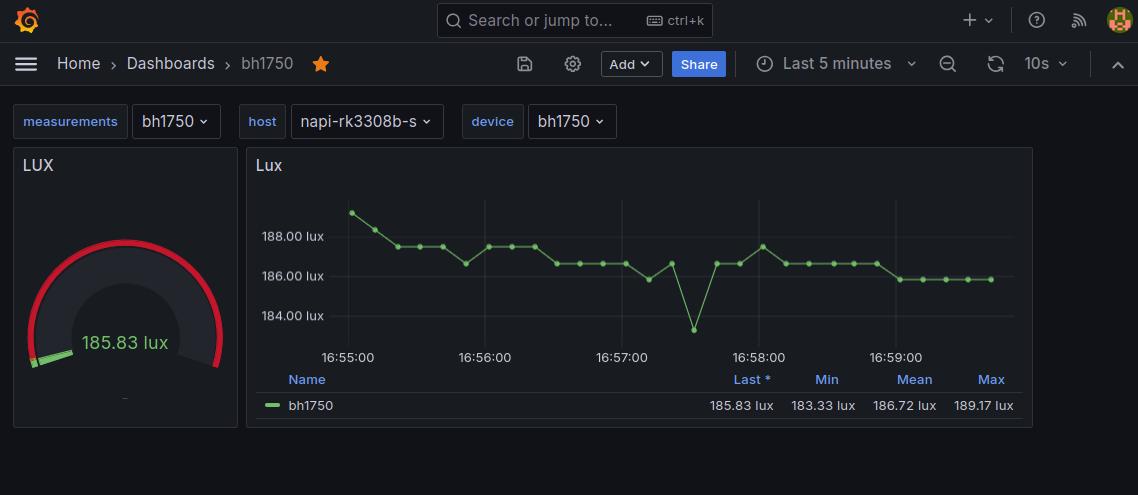 Search or jump to... ctrl+k
Home Dashboards bh1750 Add Share Last 5 minutes 10s
measurements bh1750 host napi-rk3308b-s device bh1750
LUX
185.83 lux
-
Lux
188.00 lux
186.00 lux
184.00 lux
16:55:00 16:56:00 16:57:00 16:58:00 16:59:00
Name Last * Min Mean Max
bh1750 185.83 lux 183.33 lux 186.72 lux 189.17 lux